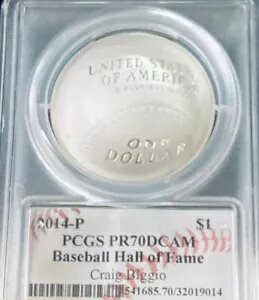 UNITED STATES
OF AMERICA
ONE
DOLLAR
2014-P $1
PCGS PR70DCAM
Baseball Hall of Fame
Craig Biggio
541685.70/32019014